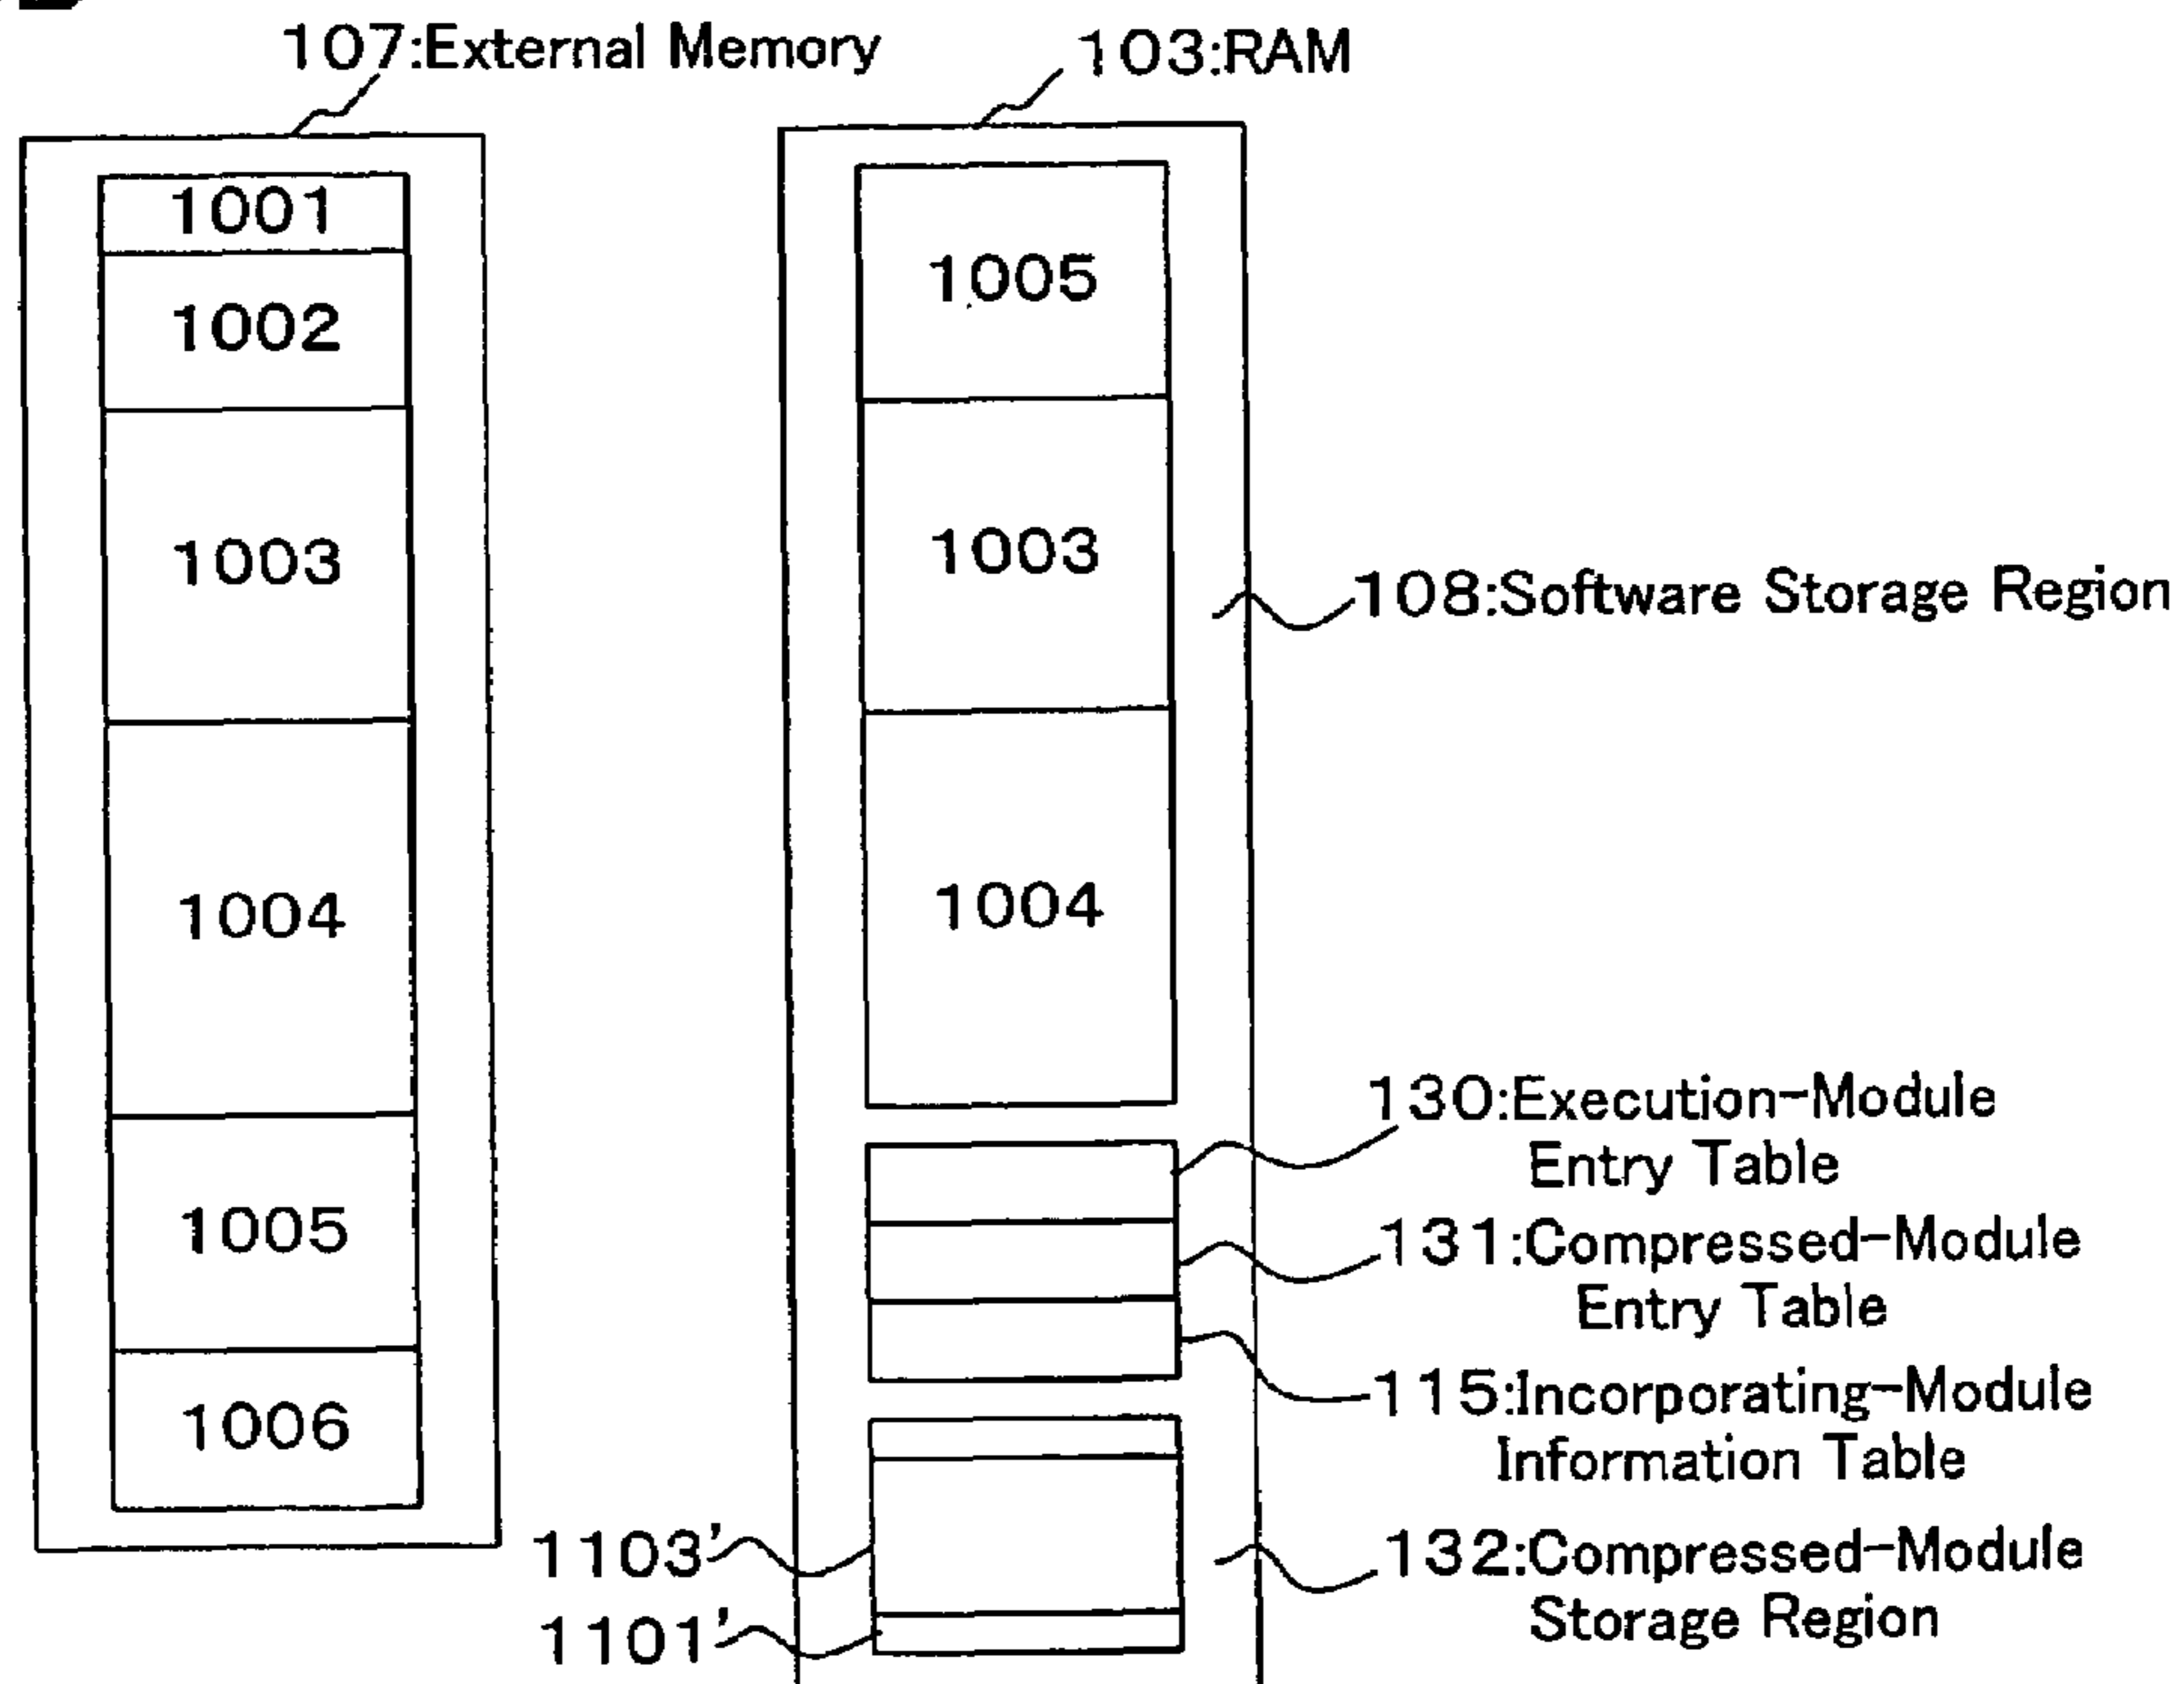 107:External Memory
103:RAM
1001
1002
1003
1004
1005
1006
1005
1003
1004
108:Software Storage Region
130:Execution-Module
Entry Table
131:Compressed-Module
Entry Table
115:Incorporating-Module
Information Table
1103'
1101'
132:Compressed-Module
Storage Region